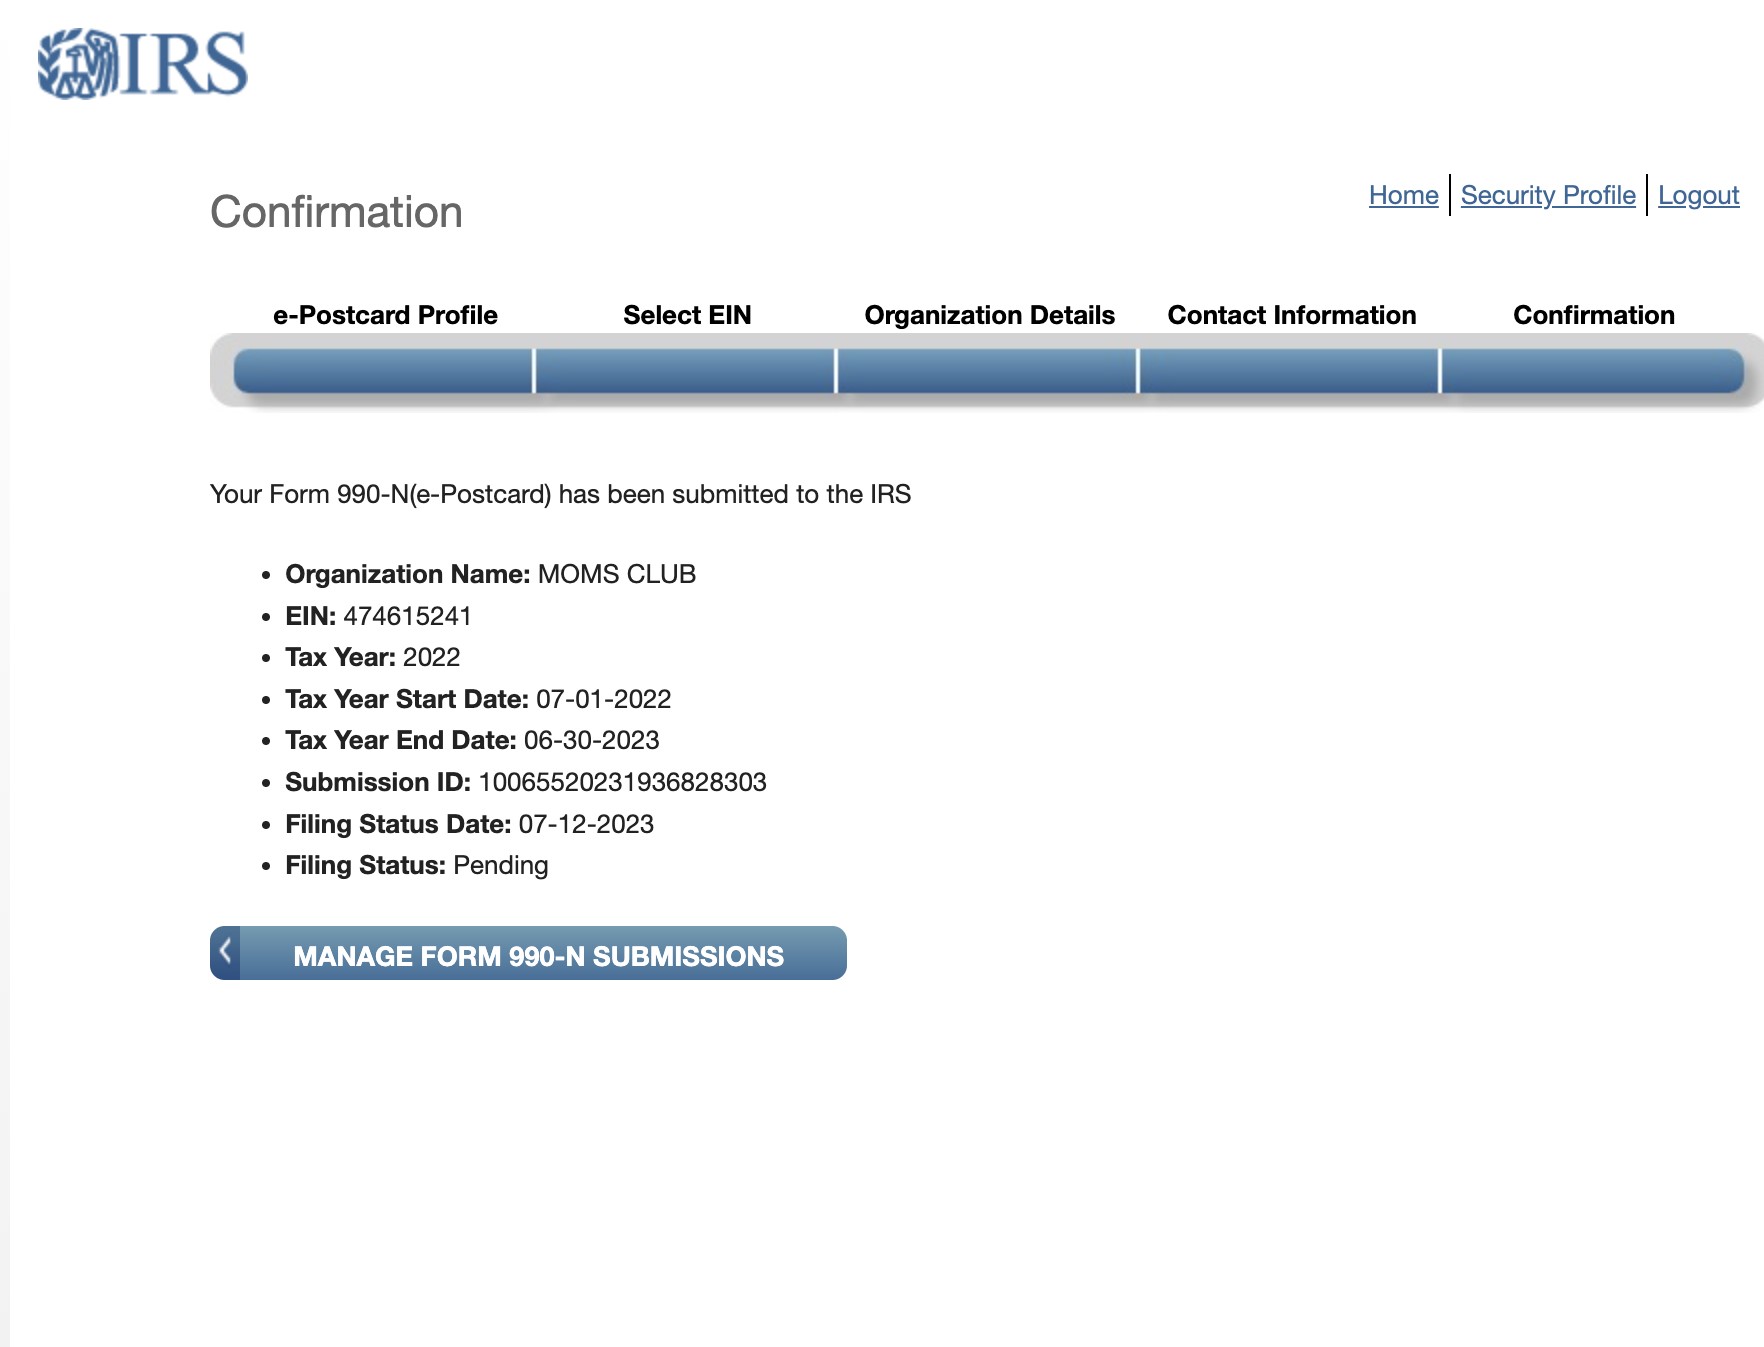 IRS
Home | Security Profile | Logout
Confirmation
e-Postcard Profile Select EIN Organization Details Contact Information Confirmation
Your Form 990-N(e-Postcard) has been submitted to the IRS
• Organization Name: MOMS CLUB
• EIN: 474615241
• Tax Year: 2022
• Tax Year Start Date: 07-01-2022
• Tax Year End Date: 06-30-2023
• Submission ID: 10065520231936828303
• Filing Status Date: 07-12-2023
• Filing Status: Pending
MANAGE FORM 990-N SUBMISSIONS